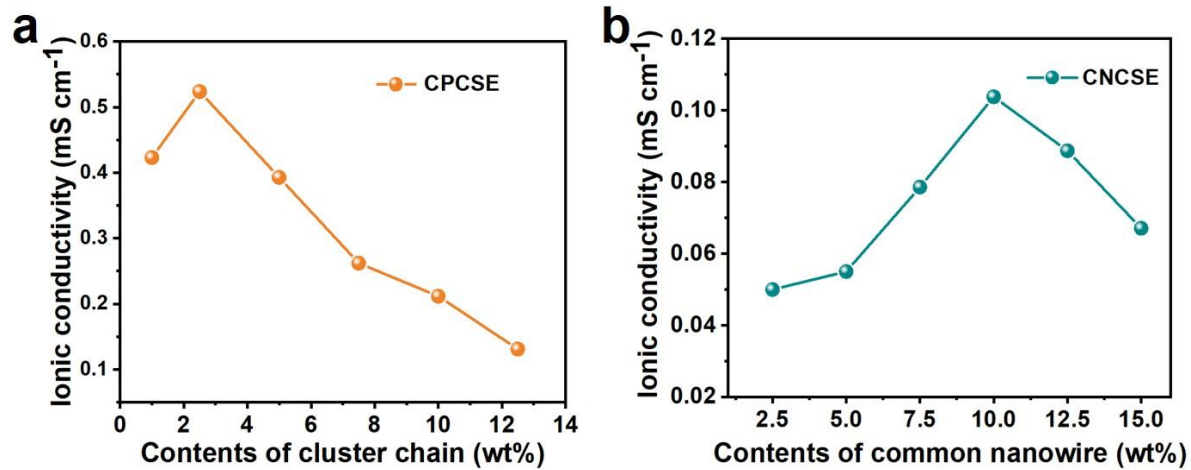 a
Ionic conductivity (mS cm⁻¹)
0.6
0.5
0.4
0.3
0.2
0.1
CPCSE
0 2 4 6 8 10 12 14
Contents of cluster chain (wt%)
b
Ionic conductivity (mS cm⁻¹)
0.12
0.10
0.08
0.06
0.04
0.02
CNCSE
2.5 5.0 7.5 10.0 12.5 15.0
Contents of common nanowire (wt%)